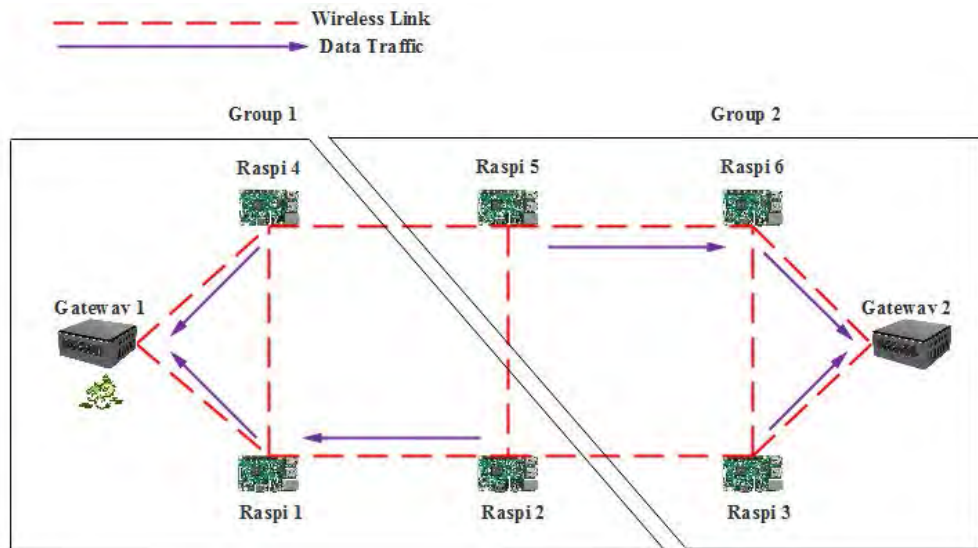 Wireless Link
Data Traffic
Group 1
Group 2
Raspi 4
Raspi 5
Raspi 6
Gateway 1
Gateway 2
Raspi 1
Raspi 2
Raspi 3